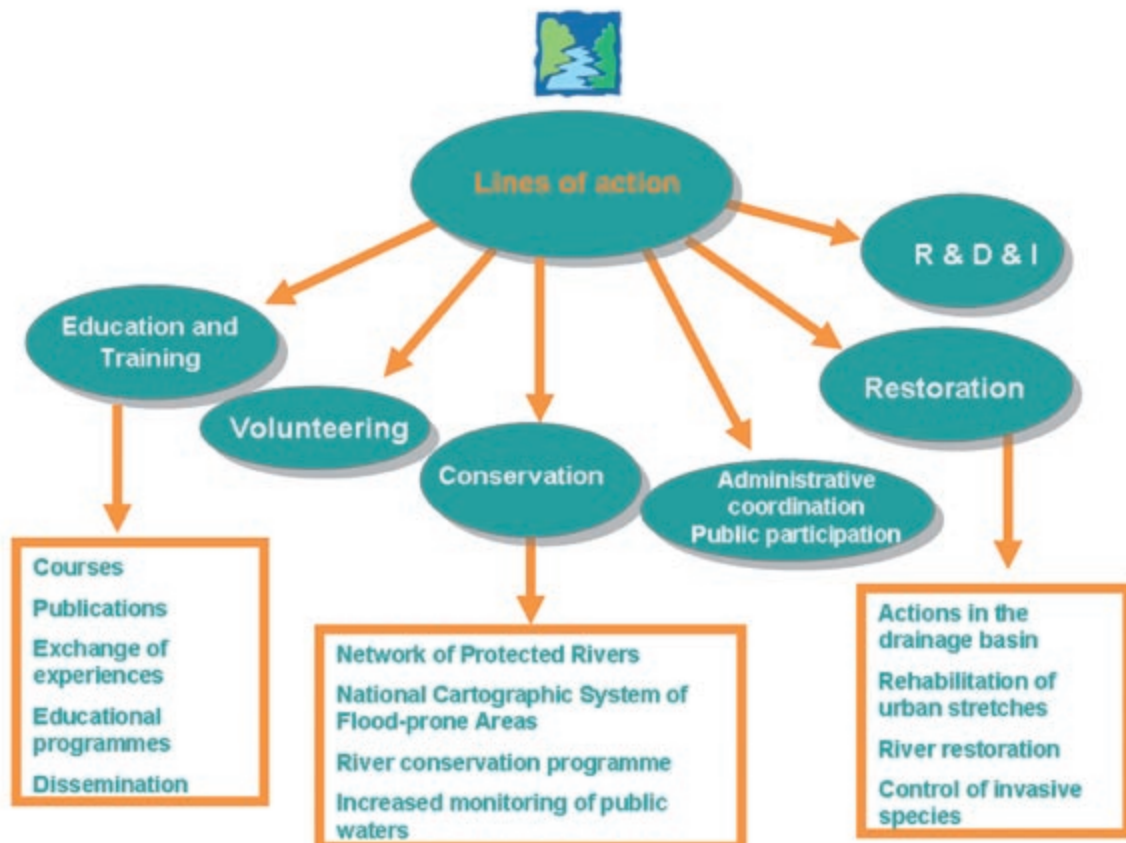 Lines of action
R & D & I
Education and
Training
Restoration
Volunteering
Conservation
Administrative
coordination
Public participation
Courses
Publications
Exchange of
experiences
Educational
programmes
Dissemination
Network of Protected Rivers
National Cartographic System of
Flood-prone Areas
River conservation programme
Increased monitoring of public
waters
Actions in the
drainage basin
Rehabilitation of
urban stretches
River restoration
Control of invasive
species